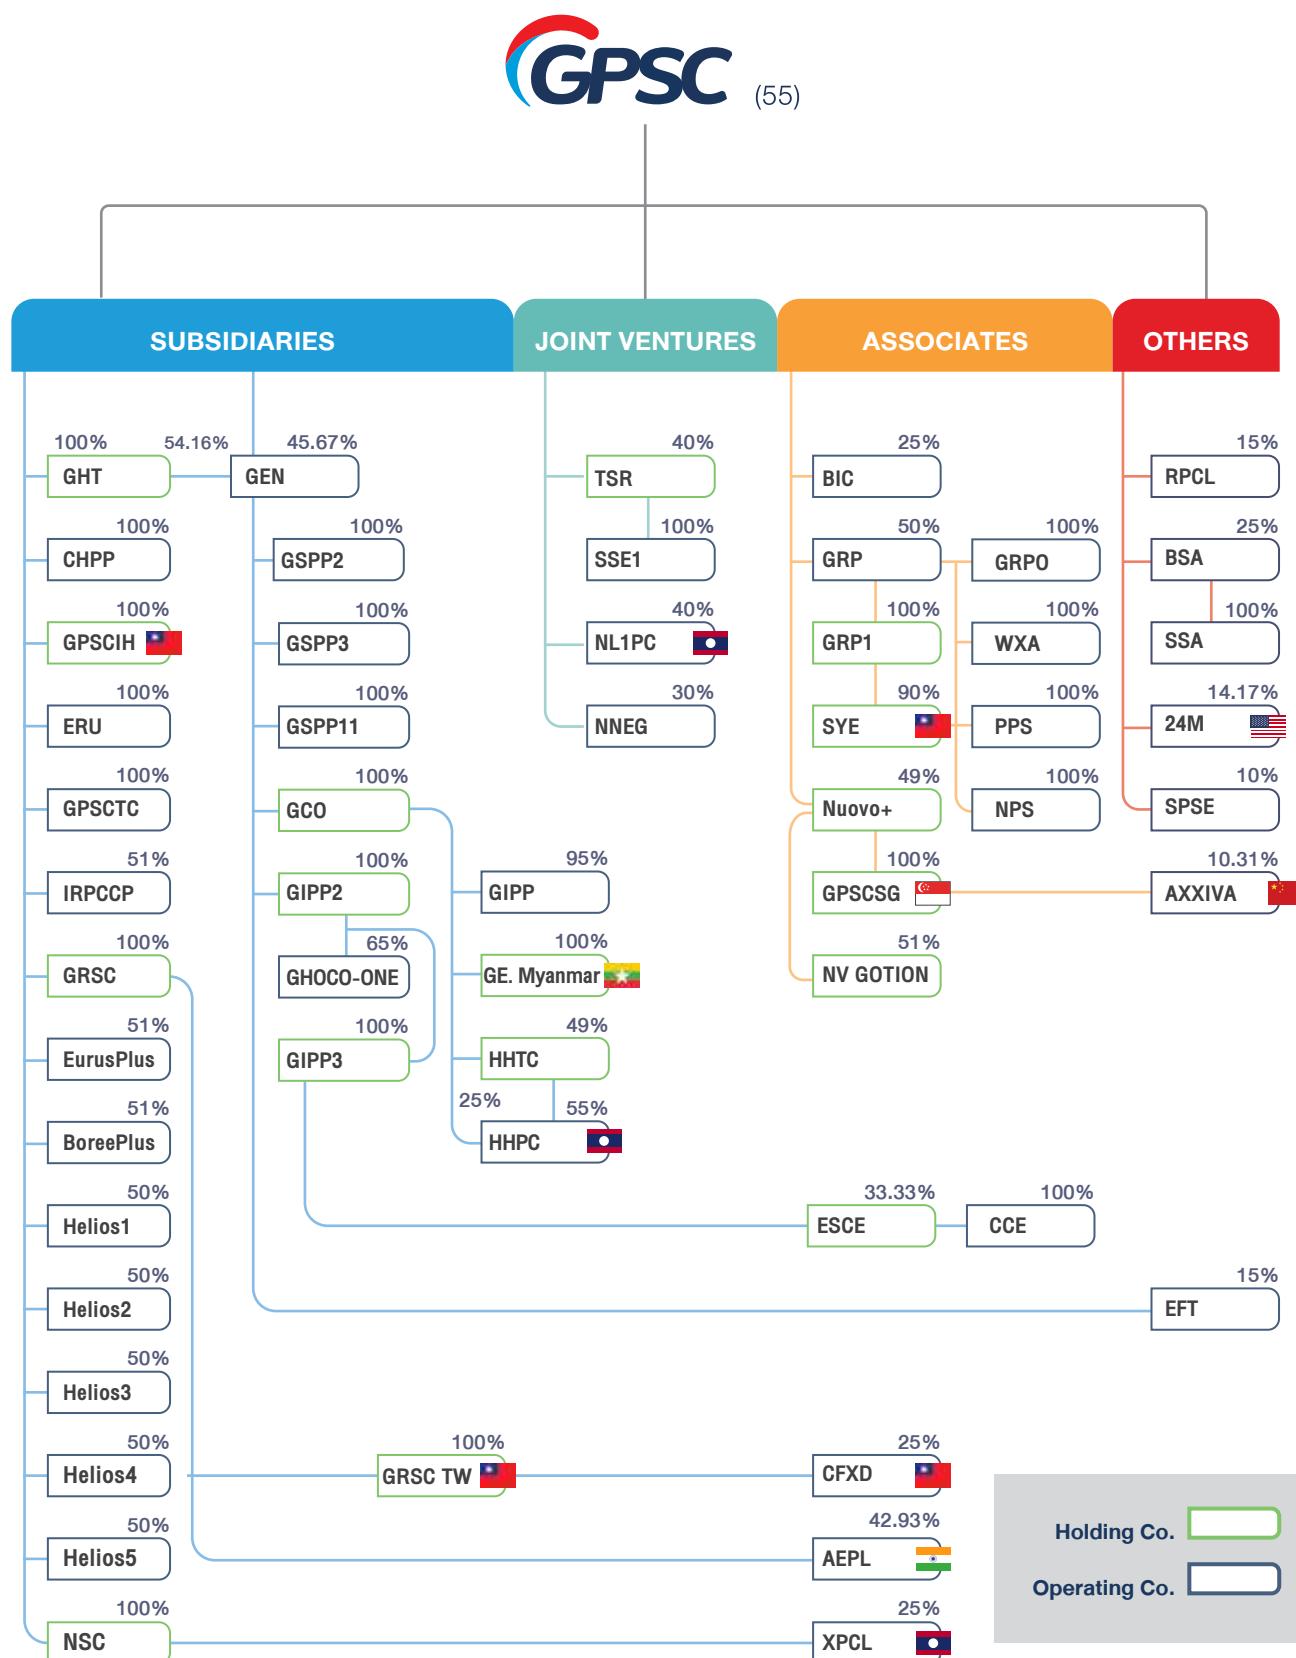 GPSC (55)
SUBSIDIARIES JOINT VENTURES ASSOCIATES OTHERS
100% 54.16% 45.67% 40% 25% 15%
GHT GEN TSR BIC RPCL
100% 100% 100% 50% 100% 25%
CHPP GSPP2 SSE1 GRP GRPO BSA
100% 100% 40% 100% 100% 100%
GPSCIH GSPP3 NL1PC GRP1 WXA SSA
100% 100% 30% 90% 100% 14.17%
ERU GSPP11 NNEG SYE PPS 24M
100% 100% 49% 100% 10%
GPSCTC GCO Nuovo+ NPS SPSE
51% 100% 95% 100% 10.31%
IRPCCP GIPP2 GIPP GPSCSG AXXIVA
100% 65% 100% 51%
GRSC GHOCO-ONE GE. Myanmar NV GOTION
51% 100% 49%
EurusPlus GIPP3 HHTC
51% 25% 55%
BoreePlus HHPC
50% 33.33% 100%
Helios1 ESCE CCE
50% 15%
Helios2 EFT
50%
Helios3
50% 100% 25%
Helios4 GRSC TW CFXD
50% 42.93%
Helios5 AEPL
100% 25%
NSC XPCL
Holding Co.
Operating Co.